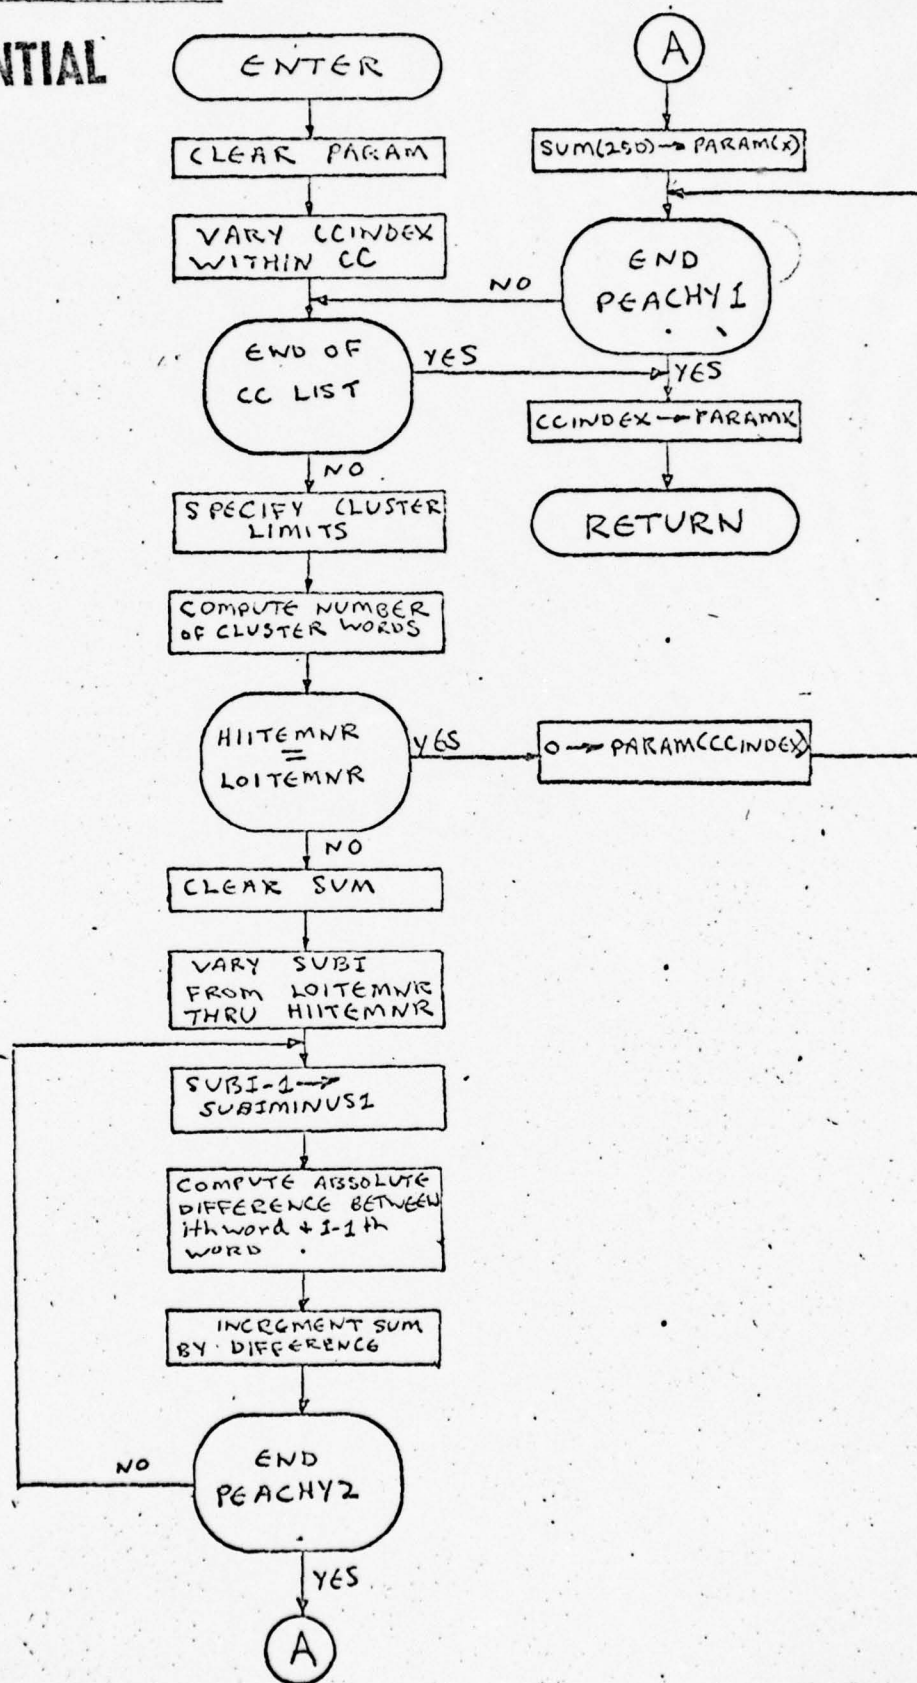 NTIAL
ENTER
CLEAR PARAM
VARY CCINDEX
WITHIN CC
END OF
CC LIST
YES
NO
SPECIFY CLUSTER
LIMITS
COMPUTE NUMBER
OF CLUSTER WORDS
HIITEMNR
=
LOITEMNR
YES
O → PARAM(CCINDEX)
NO
CLEAR SUM
VARY SUBI
FROM LOITEMNR
THRU HIITEMNR
SUBI-1 →
SUBIMINUS1
COMPUTE ABSOLUTE
DIFFERENCE BETWEEN
ith word + I-1 th
WORD
INCREMENT SUM
BY DIFFERENCE
END
PEACHY2
NO
YES
A
A
SUM(250) → PARAM(X)
END
PEACHY1
NO
YES
CCINDEX → PARAMX
RETURN